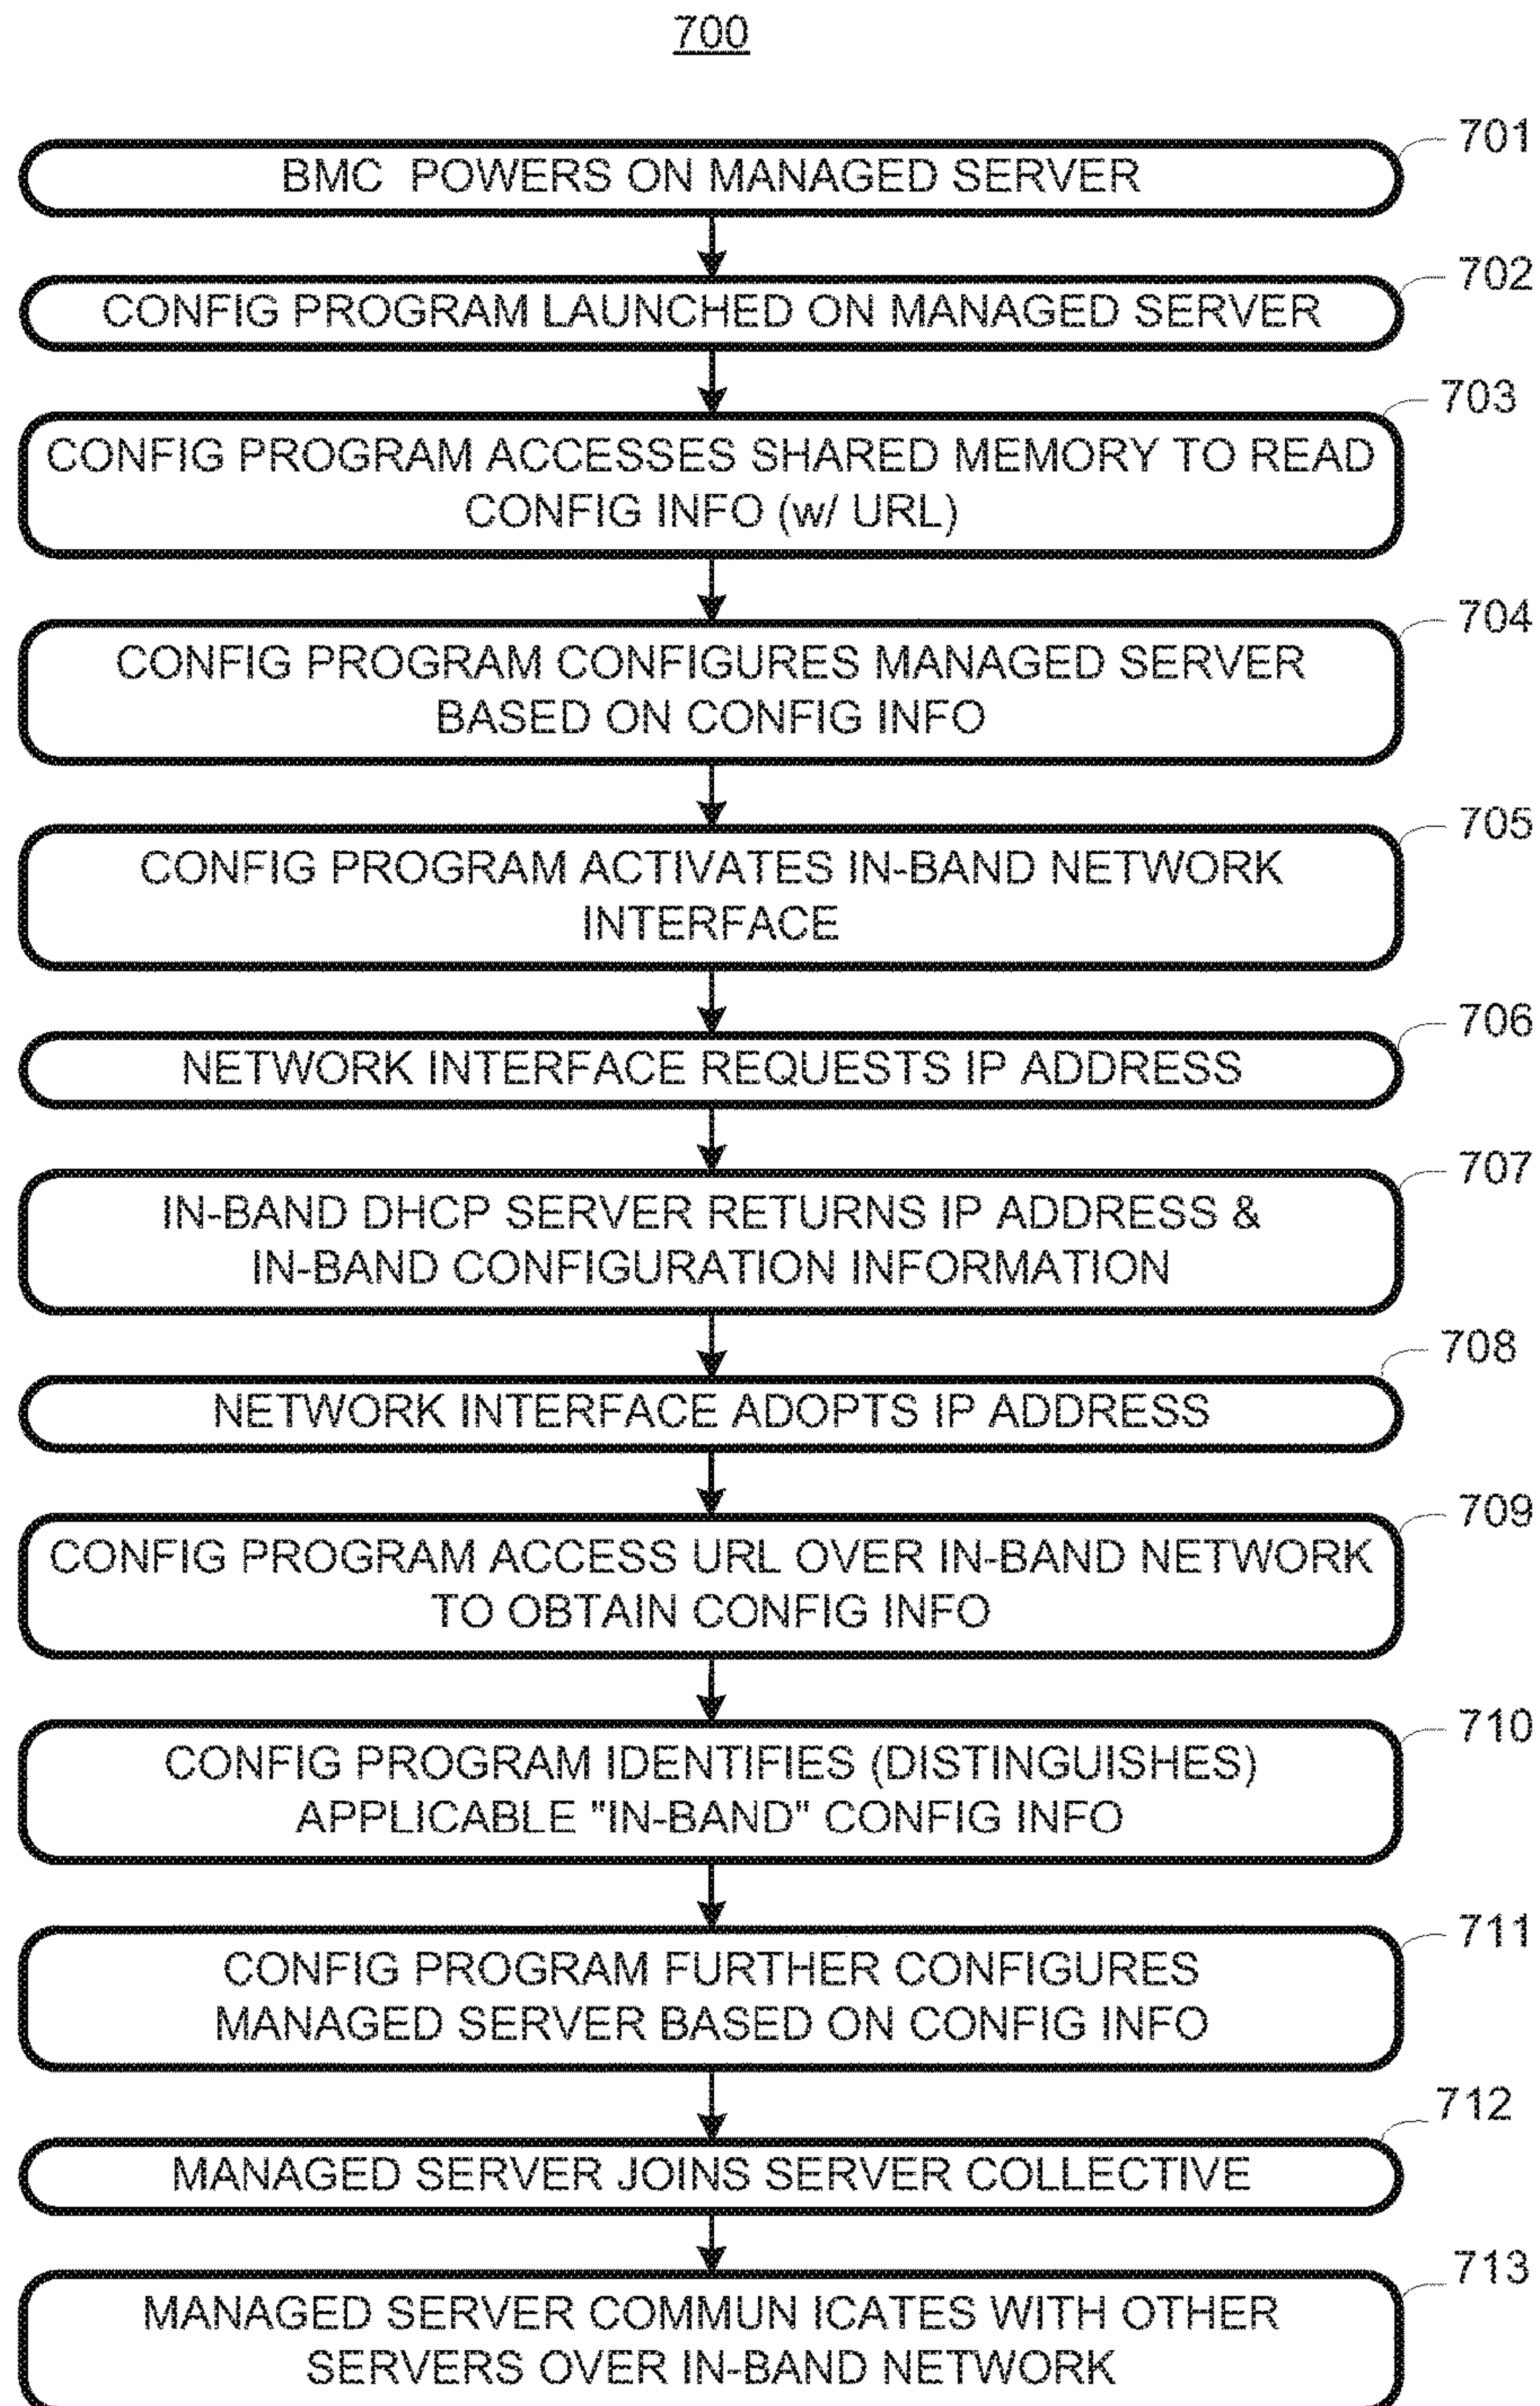 700
701
BMC POWERS ON MANAGED SERVER
702
CONFIG PROGRAM LAUNCHED ON MANAGED SERVER
703
CONFIG PROGRAM ACCESSES SHARED MEMORY TO READ
CONFIG INFO (w/ URL)
704
CONFIG PROGRAM CONFIGURES MANAGED SERVER
BASED ON CONFIG INFO
705
CONFIG PROGRAM ACTIVATES IN-BAND NETWORK
INTERFACE
706
NETWORK INTERFACE REQUESTS IP ADDRESS
707
IN-BAND DHCP SERVER RETURNS IP ADDRESS &
IN-BAND CONFIGURATION INFORMATION
708
NETWORK INTERFACE ADOPTS IP ADDRESS
709
CONFIG PROGRAM ACCESS URL OVER IN-BAND NETWORK
TO OBTAIN CONFIG INFO
710
CONFIG PROGRAM IDENTIFIES (DISTINGUISHES)
APPLICABLE "IN-BAND" CONFIG INFO
711
CONFIG PROGRAM FURTHER CONFIGURES
MANAGED SERVER BASED ON CONFIG INFO
712
MANAGED SERVER JOINS SERVER COLLECTIVE
713
MANAGED SERVER COMMUN ICATES WITH OTHER
SERVERS OVER IN-BAND NETWORK